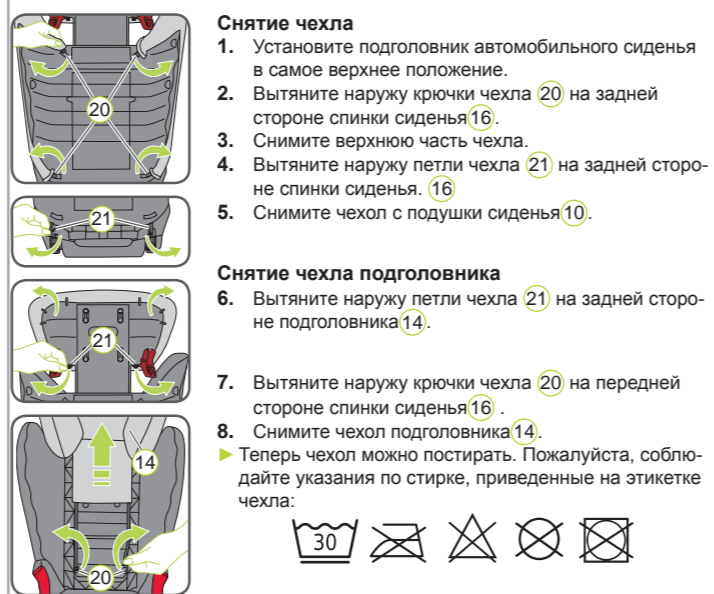 Снятие чехла
1. Установите подголовник автомобильного сиденья
в самое верхнее положение.
2. Вытяните наружу крючки чехла 20 на задней
стороне спинки сиденья 16.
3. Снимите верхнюю часть чехла.
4. Вытяните наружу петли чехла 21 на задней сторо-
не спинки сиденья. 16
5. Снимите чехол с подушки сиденья 10.
Снятие чехла подголовника
6. Вытяните наружу петли чехла 21 на задней сторо-
не подголовника 14.
7. Вытяните наружу крючки чехла 20 на передней
стороне спинки сиденья 16 .
8. Снимите чехол подголовника 14.
► Теперь чехол можно постирать. Пожалуйста, соблю-
дайте указания по стирке, приведенные на этикетке
чехла:
30
20
21
21
14
20